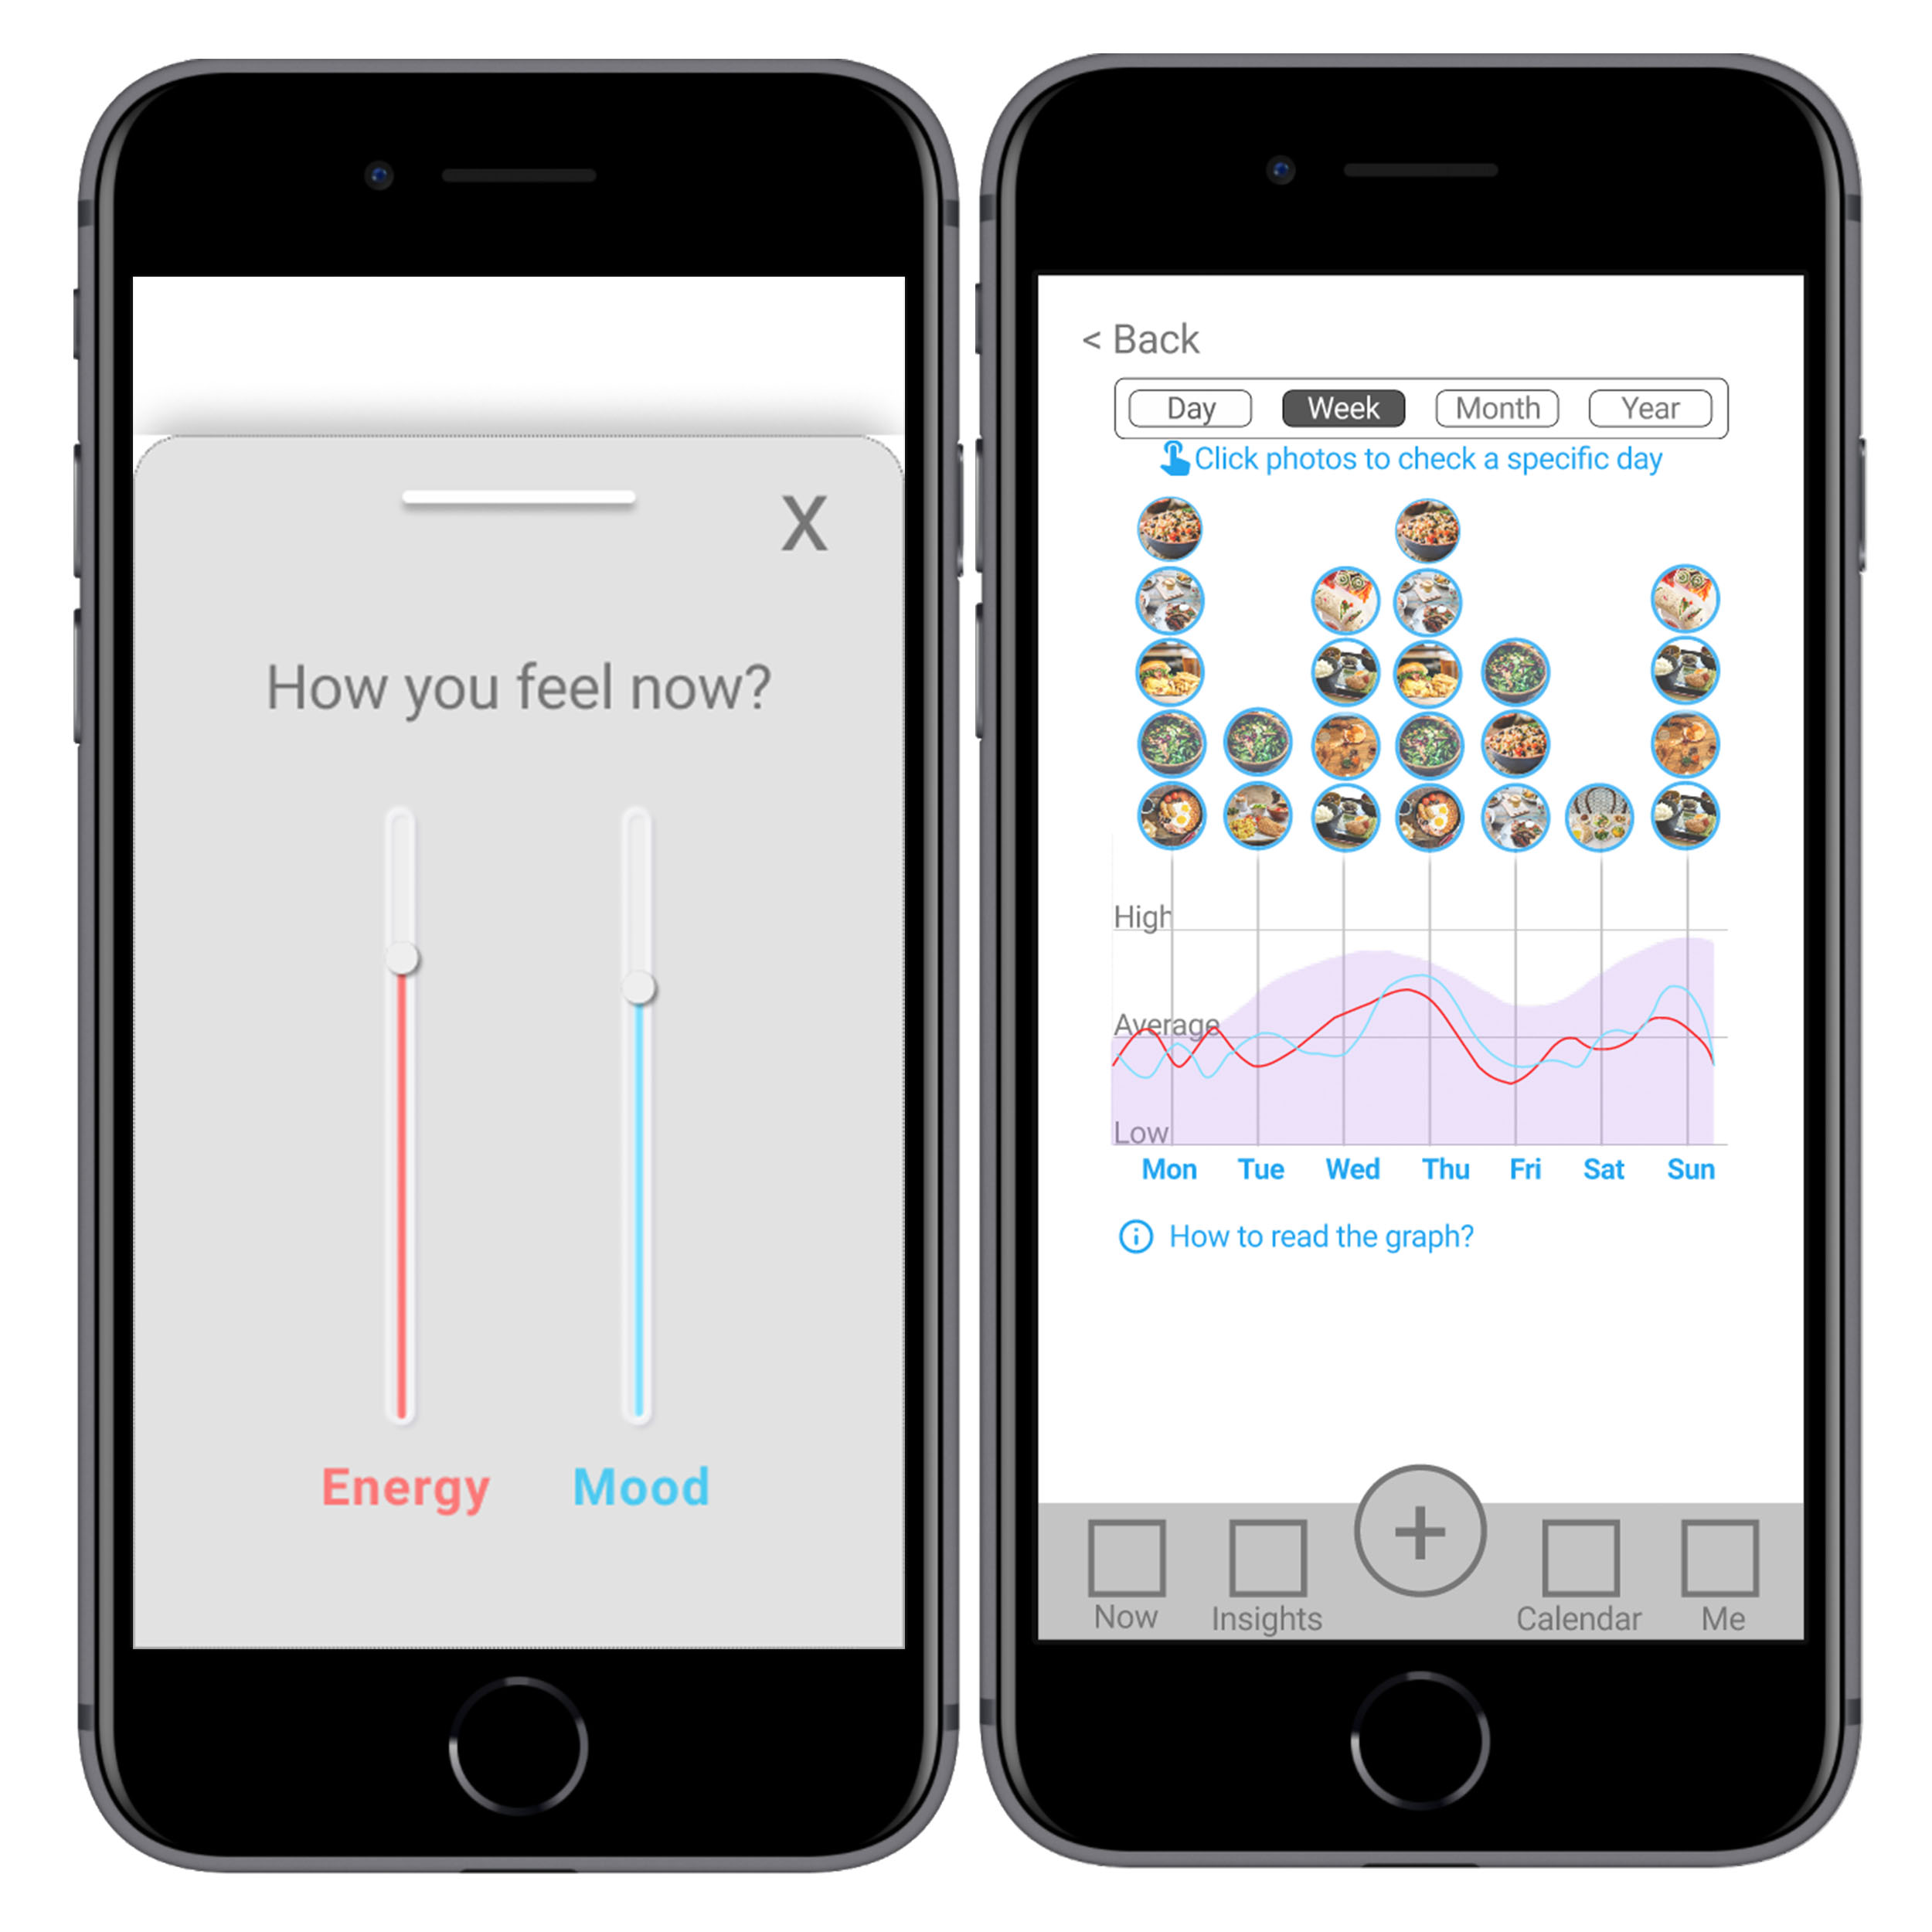 X
How you feel now?
Energy Mood
< Back
Day Week Month Year
Click photos to check a specific day
High
Average
Low
Mon Tue Wed Thu Fri Sat Sun
How to read the graph?
+
Now Insights Calendar Me